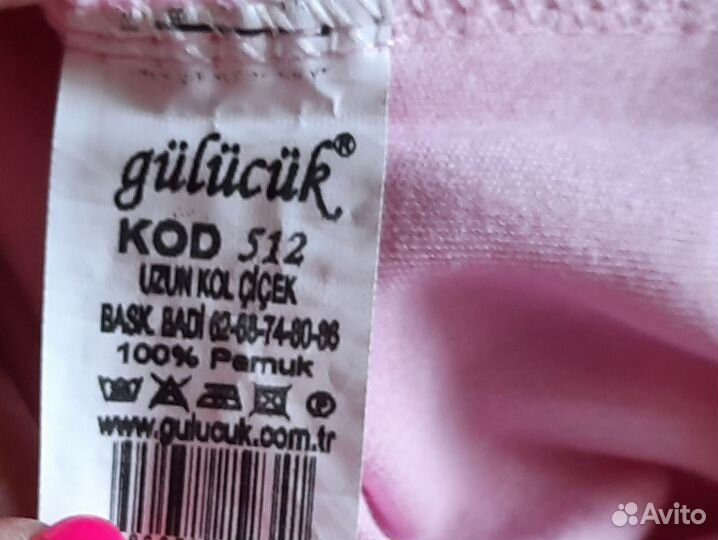 gülücük®
KOD 512
UZUN KOL ÇİÇEK
BASK. BADİ 62-68-74-80-86
100% Pamuk
P
www.gulucuk.com.tr
Avito